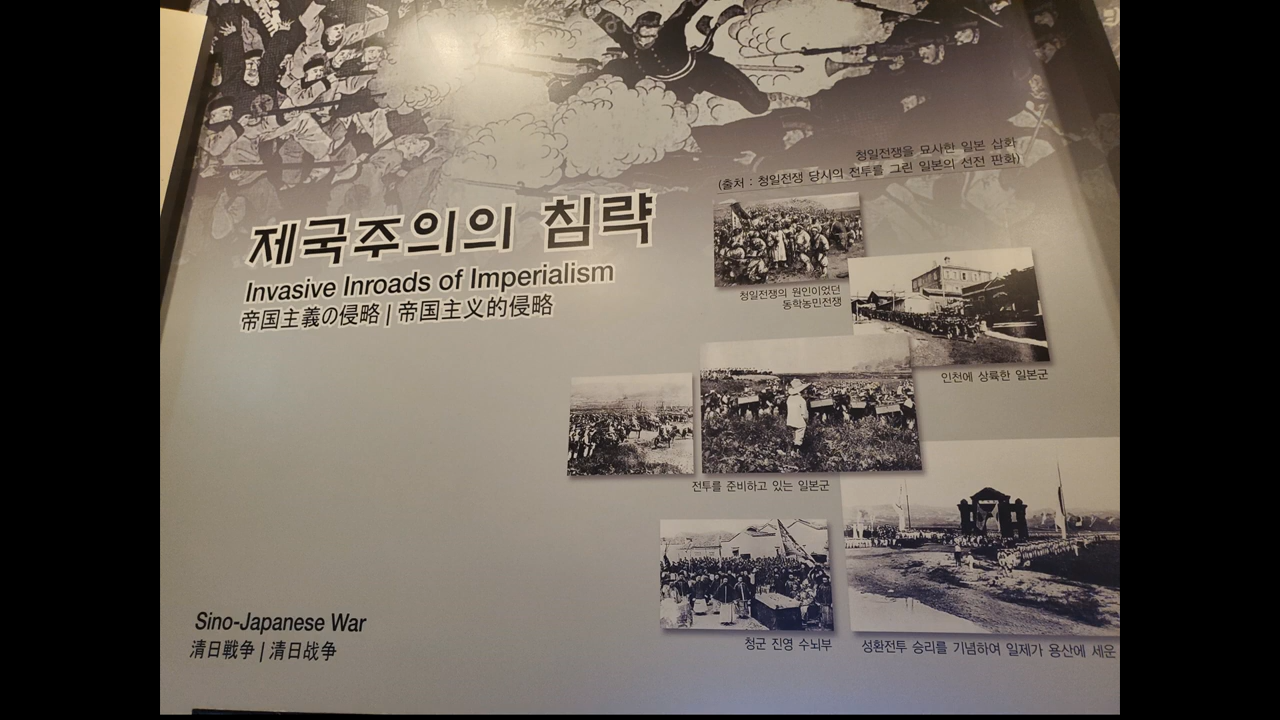 청일전쟁을 묘사한 일본 삽화
(출처 : 청일전쟁 당시의 전투를 그린 일본의 선전 판화)
제국주의의 침략
Invasive Inroads of Imperialism
帝国主義の侵略 | 帝国主义的侵略
청일전쟁의 원인이었던
동학농민전쟁
인천에 상륙한 일본군
전투를 준비하고 있는 일본군
청군 진영 수뇌부
성환전투 승리를 기념하여 일제가 용산에 세운
Sino-Japanese War
清日戦争 | 清日战争